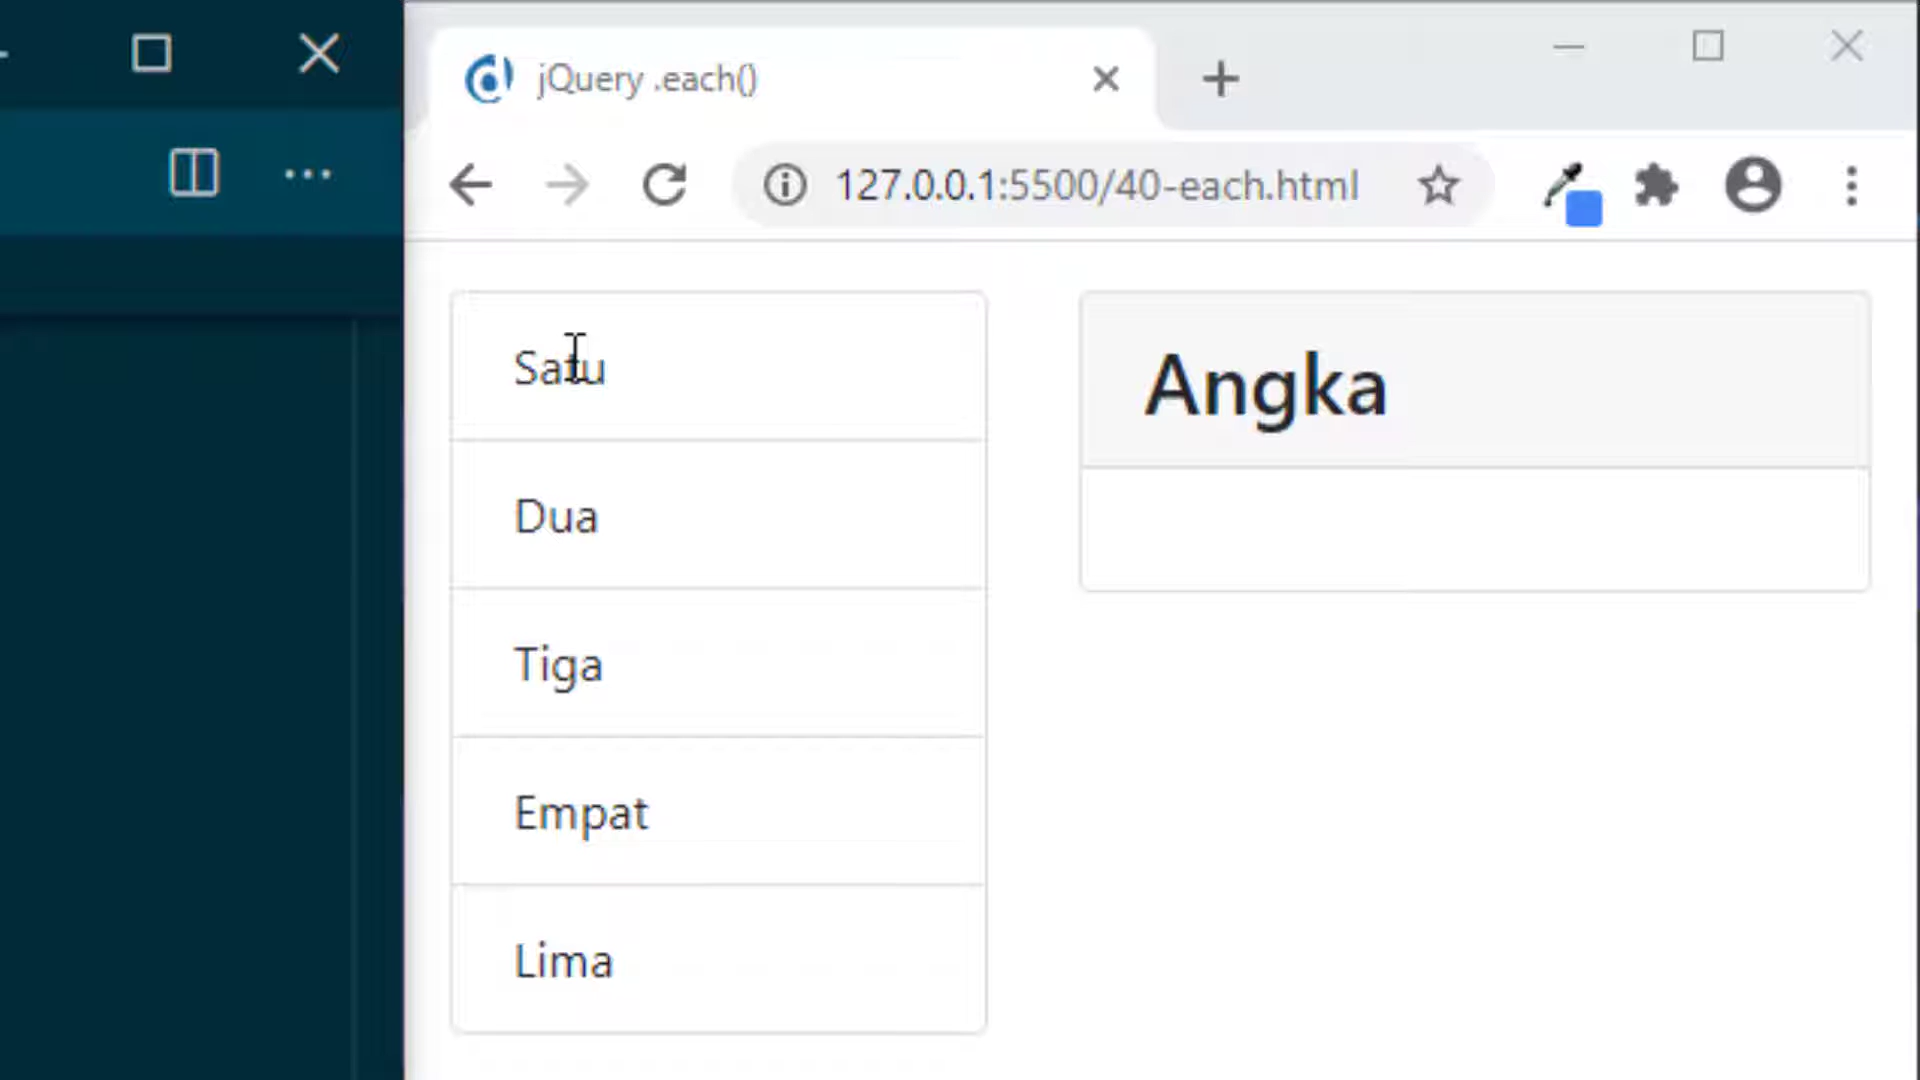 jQuery .each()
127.0.0.1:5500/40-each.html
Satu
Dua
Tiga
Empat
Lima
Angka